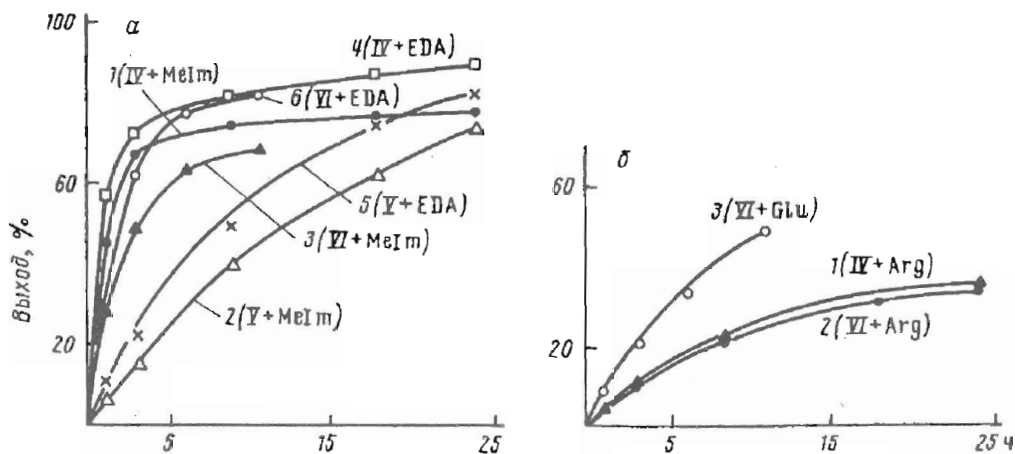 100
а
4(IV+EDA)
1(IV+MeIm)
6(VI+EDA)
60
5(V+EDA)
3(VI+MeIm)
2(V+MeIm)
20
Выход, %
5
15
25
б
60
3(VI+Glu)
1(IV+Arg)
2(VI+Arg)
20
5
15
25 ч